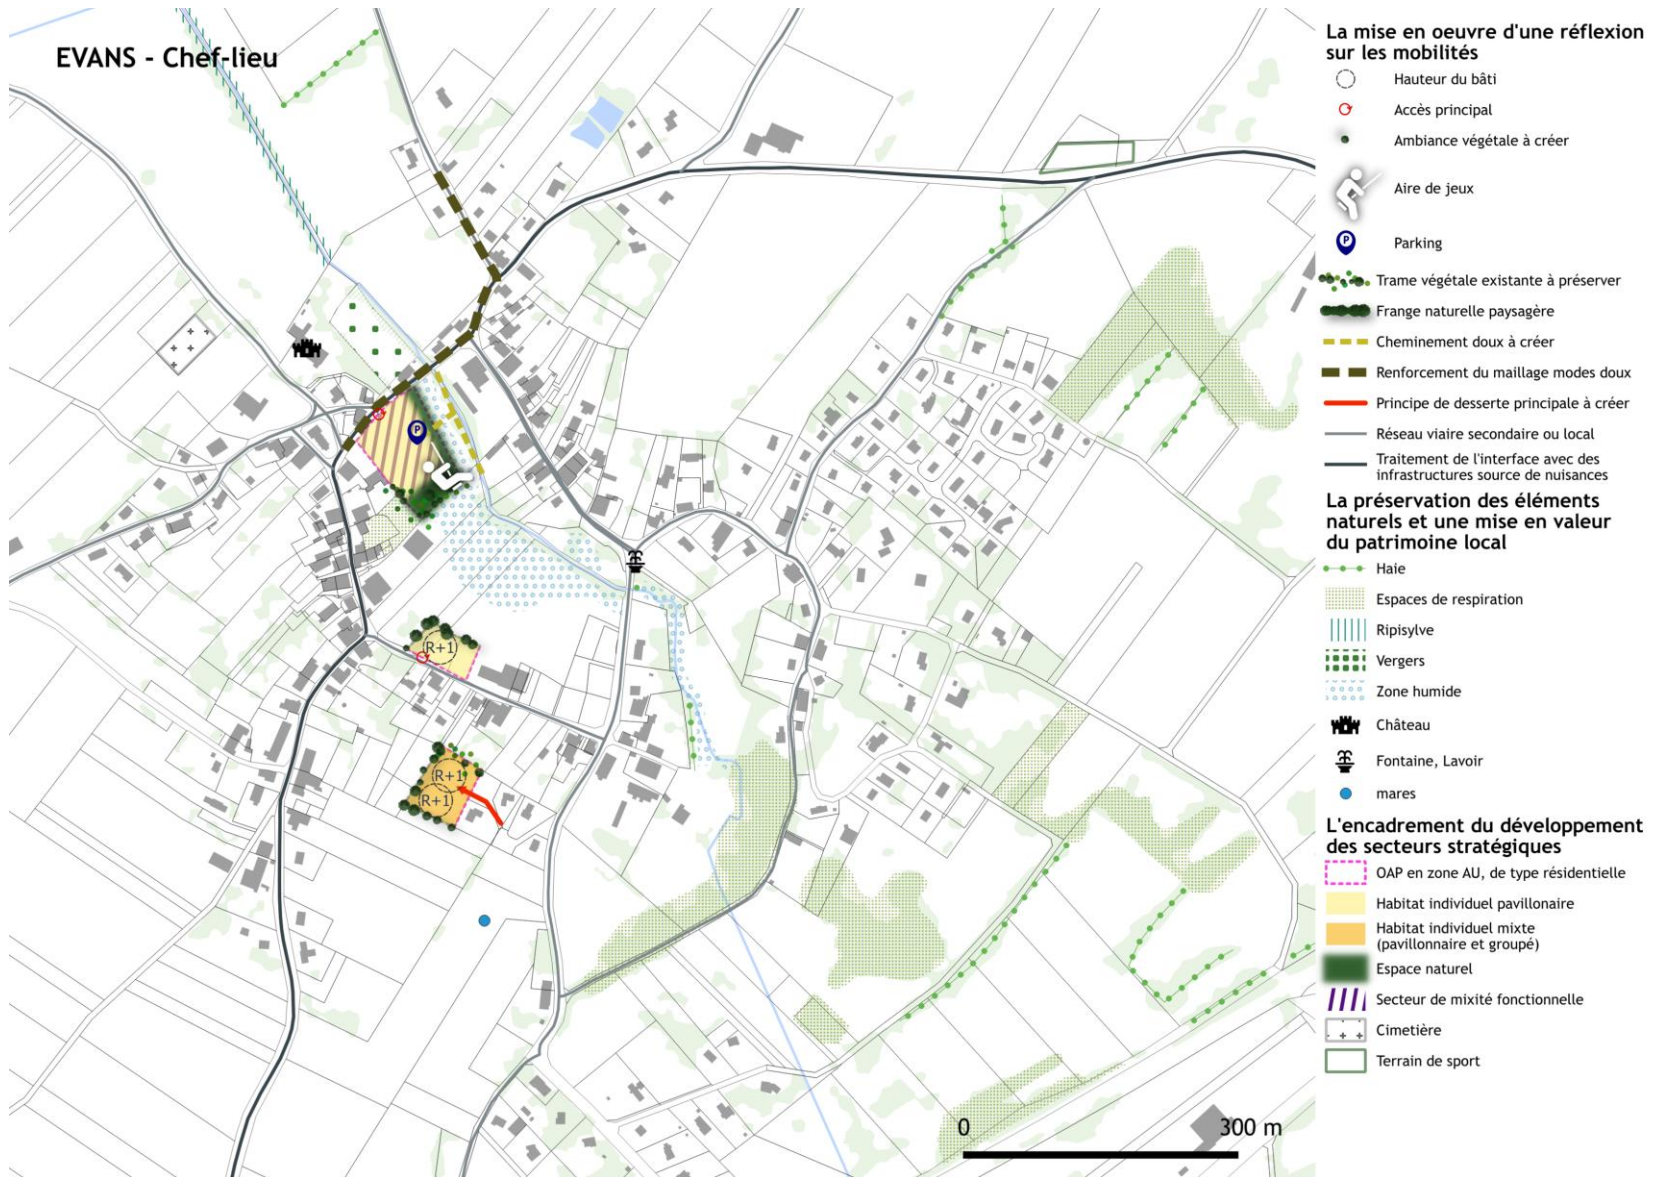 EVANS - Chef-lieu
R+1
R+1
R+1
P
0
300 m
La mise en oeuvre d'une réflexion
sur les mobilités
Hauteur du bâti
Accès principal
Ambiance végétale à créer
Aire de jeux
P
Parking
Trame végétale existante à préserver
Frange naturelle paysagère
Cheminement doux à créer
Renforcement du maillage modes doux
Principe de desserte principale à créer
Réseau viaire secondaire ou local
Traitement de l'interface avec des
infrastructures source de nuisances
La préservation des éléments
naturels et une mise en valeur
du patrimoine local
Haie
Espaces de respiration
Ripisylve
Vergers
Zone humide
Château
Fontaine, Lavoir
mares
L'encadrement du développement
des secteurs stratégiques
OAP en zone AU, de type résidentielle
Habitat individuel pavillonaire
Habitat individuel mixte
(pavillonnaire et groupé)
Espace naturel
Secteur de mixité fonctionnelle
Cimetière
Terrain de sport